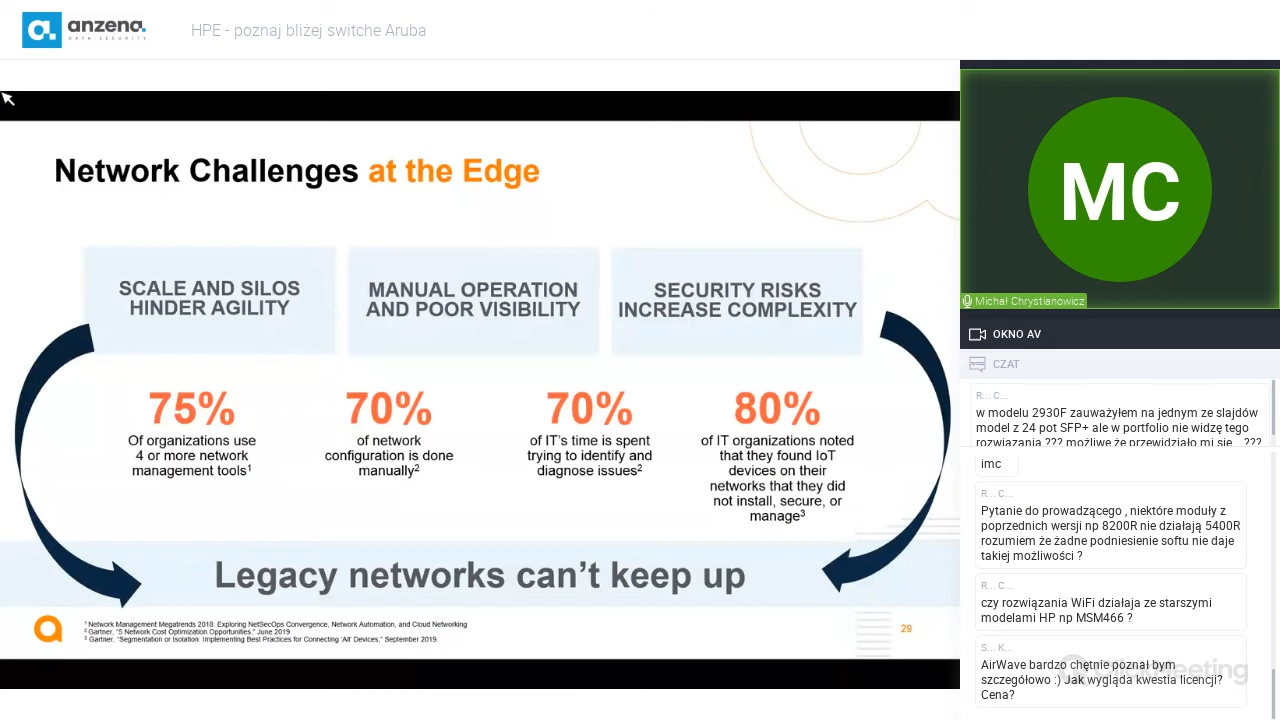 a. anzena.
DATA SECURITY
HPE - poznaj bliżej switche Aruba
Network Challenges at the Edge
SCALE AND SILOS
HINDER AGILITY
MANUAL OPERATION
AND POOR VISIBILITY
SECURITY RISKS
INCREASE COMPLEXITY
75%
Of organizations use
4 or more network
management tools¹
70%
of network
configuration is done
manually²
70%
of IT's time is spent
trying to identify and
diagnose issues²
80%
of IT organizations noted
that they found IoT
devices on their
networks that they did
not install, secure, or
manage³
Legacy networks can't keep up
¹ Network Management Megatrends 2018: Exploring NetSecOps Convergence, Network Automation, and Cloud Networking
² Gartner, "5 Network Cost Optimization Opportunities," June 2019
³ Gartner, "Segmentation or Isolation: Implementing Best Practices for Connecting 'All' Devices," September 2019.
29
MC
Michał Chrystianowicz
OKNO AV
CZAT
R... C...
w modelu 2930F zauważyłem na jednym ze slajdów
model z 24 pot SFP+ ale w portfolio nie widzę tego
rozwiązania ??? możliwe że przewidziało mi się... ???
imc
R... C...
Pytanie do prowadzącego , niektóre moduły z
poprzednich wersji np 8200R nie działają 5400R
rozumiem że żadne podniesienie softu nie daje
takiej możliwości ?
R... C...
czy rozwiązania WiFi działaja ze starszymi
modelami HP np MSM466 ?
S... K...
AirWave bardzo chętnie poznał bym
szczegółowo :) Jak wygląda kwestia licencji?
Cena?
ClickMeeting